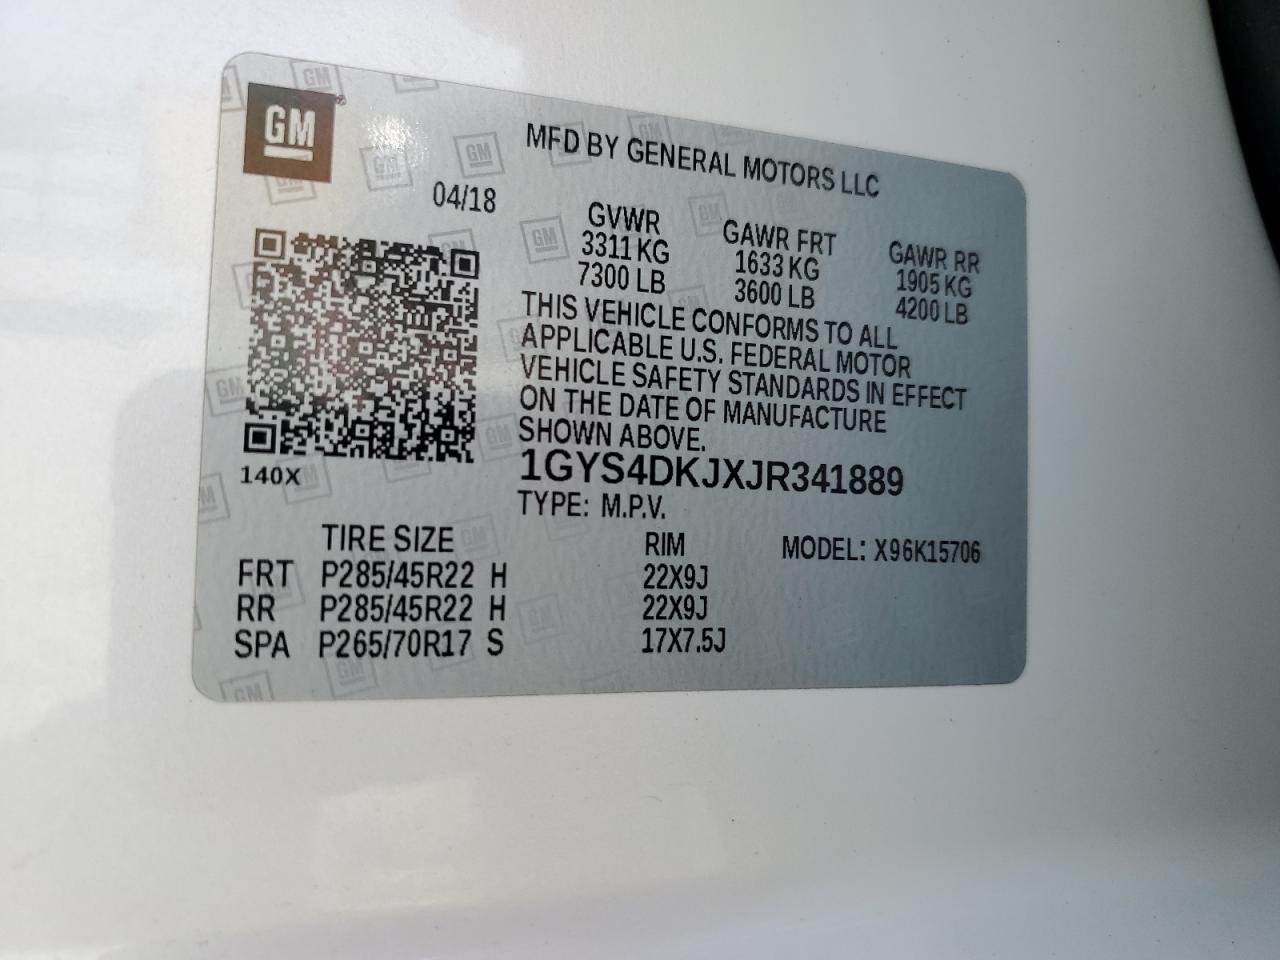 GM
MFD BY GENERAL MOTORS LLC
04/18
GVWR GAWR FRT GAWR RR
3311 KG 1633 KG 1905 KG
7300 LB 3600 LB 4200 LB
THIS VEHICLE CONFORMS TO ALL
APPLICABLE U.S. FEDERAL MOTOR
VEHICLE SAFETY STANDARDS IN EFFECT
ON THE DATE OF MANUFACTURE
SHOWN ABOVE.
140X
1GYS4DKJXJR341889
TYPE: M.P.V.
TIRE SIZE RIM MODEL: X96K15706
FRT P285/45R22 H 22X9J
RR P285/45R22 H 22X9J
SPA P265/70R17 S 17X7.5J